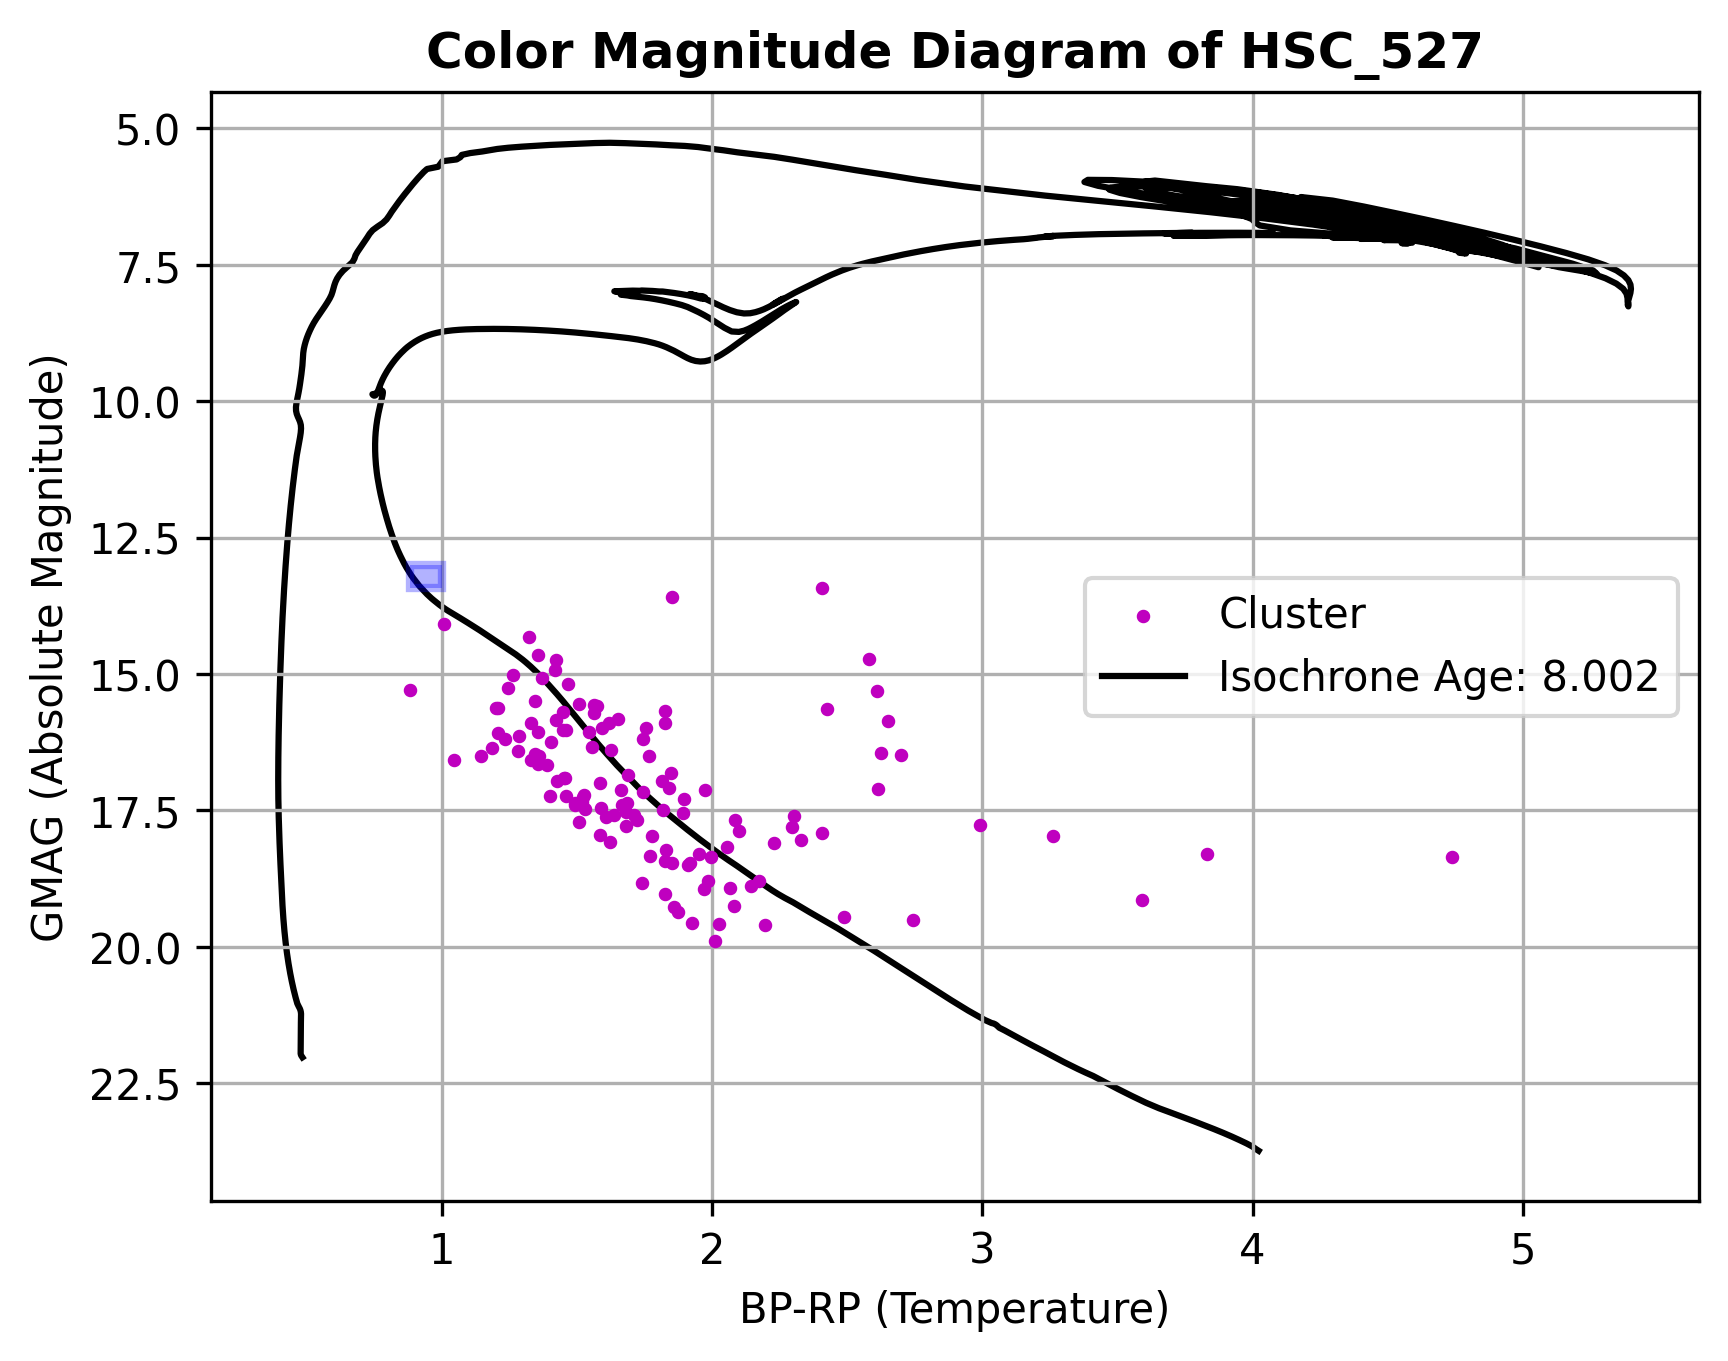 Color Magnitude Diagram of HSC_527
GMAG (Absolute Magnitude)
5.0
7.5
10.0
12.5
15.0
17.5
20.0
22.5
Cluster
Isochrone Age: 8.002
1 2 3 4 5
BP-RP (Temperature)